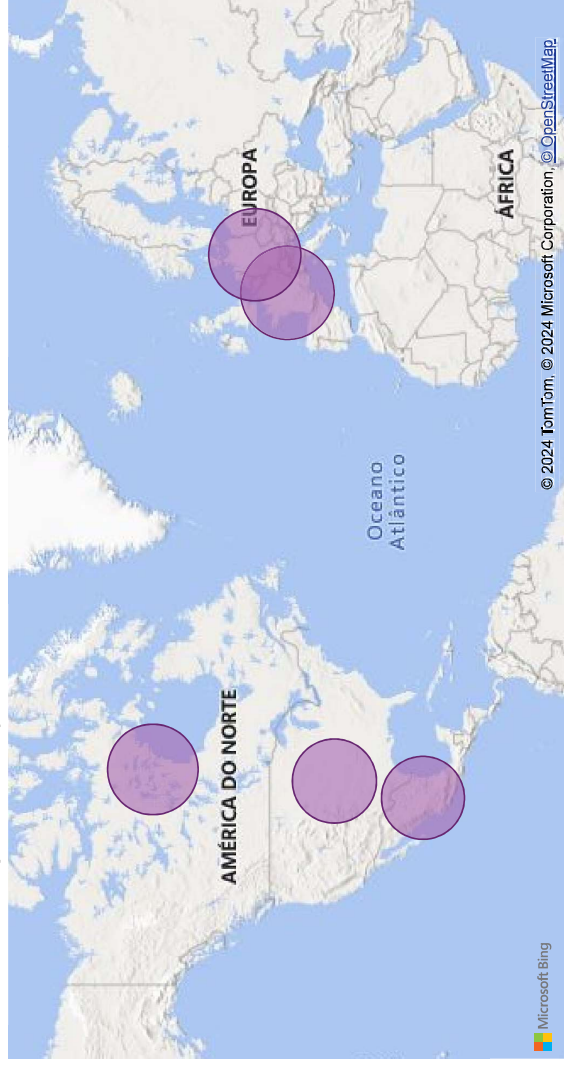 AMÉRICA DO NORTE
EUROPA
Oceano
Atlântico
ÁFRICA
Microsoft Bing
© 2024 TomTom, © 2024 Microsoft Corporation, © OpenStreetMap